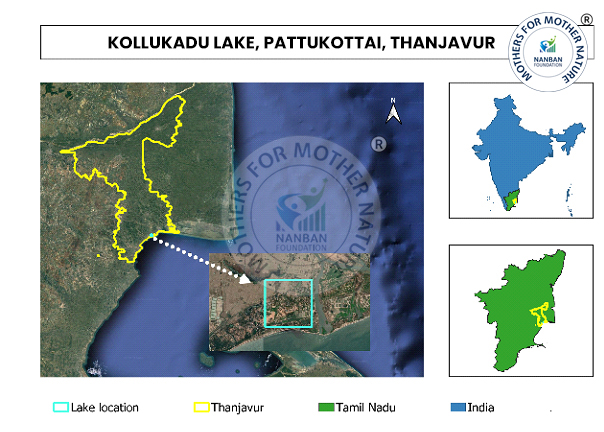 KOLLUKADU LAKE, PATTUKOTTAI, THANJAVUR
MOTHERS FOR MOTHER NATURE
®
NANBAN
FOUNDATION
N
®
MOTHERS FOR MOTHER NATURE
NANBAN
FOUNDATION
Lake location Thanjavur Tamil Nadu India